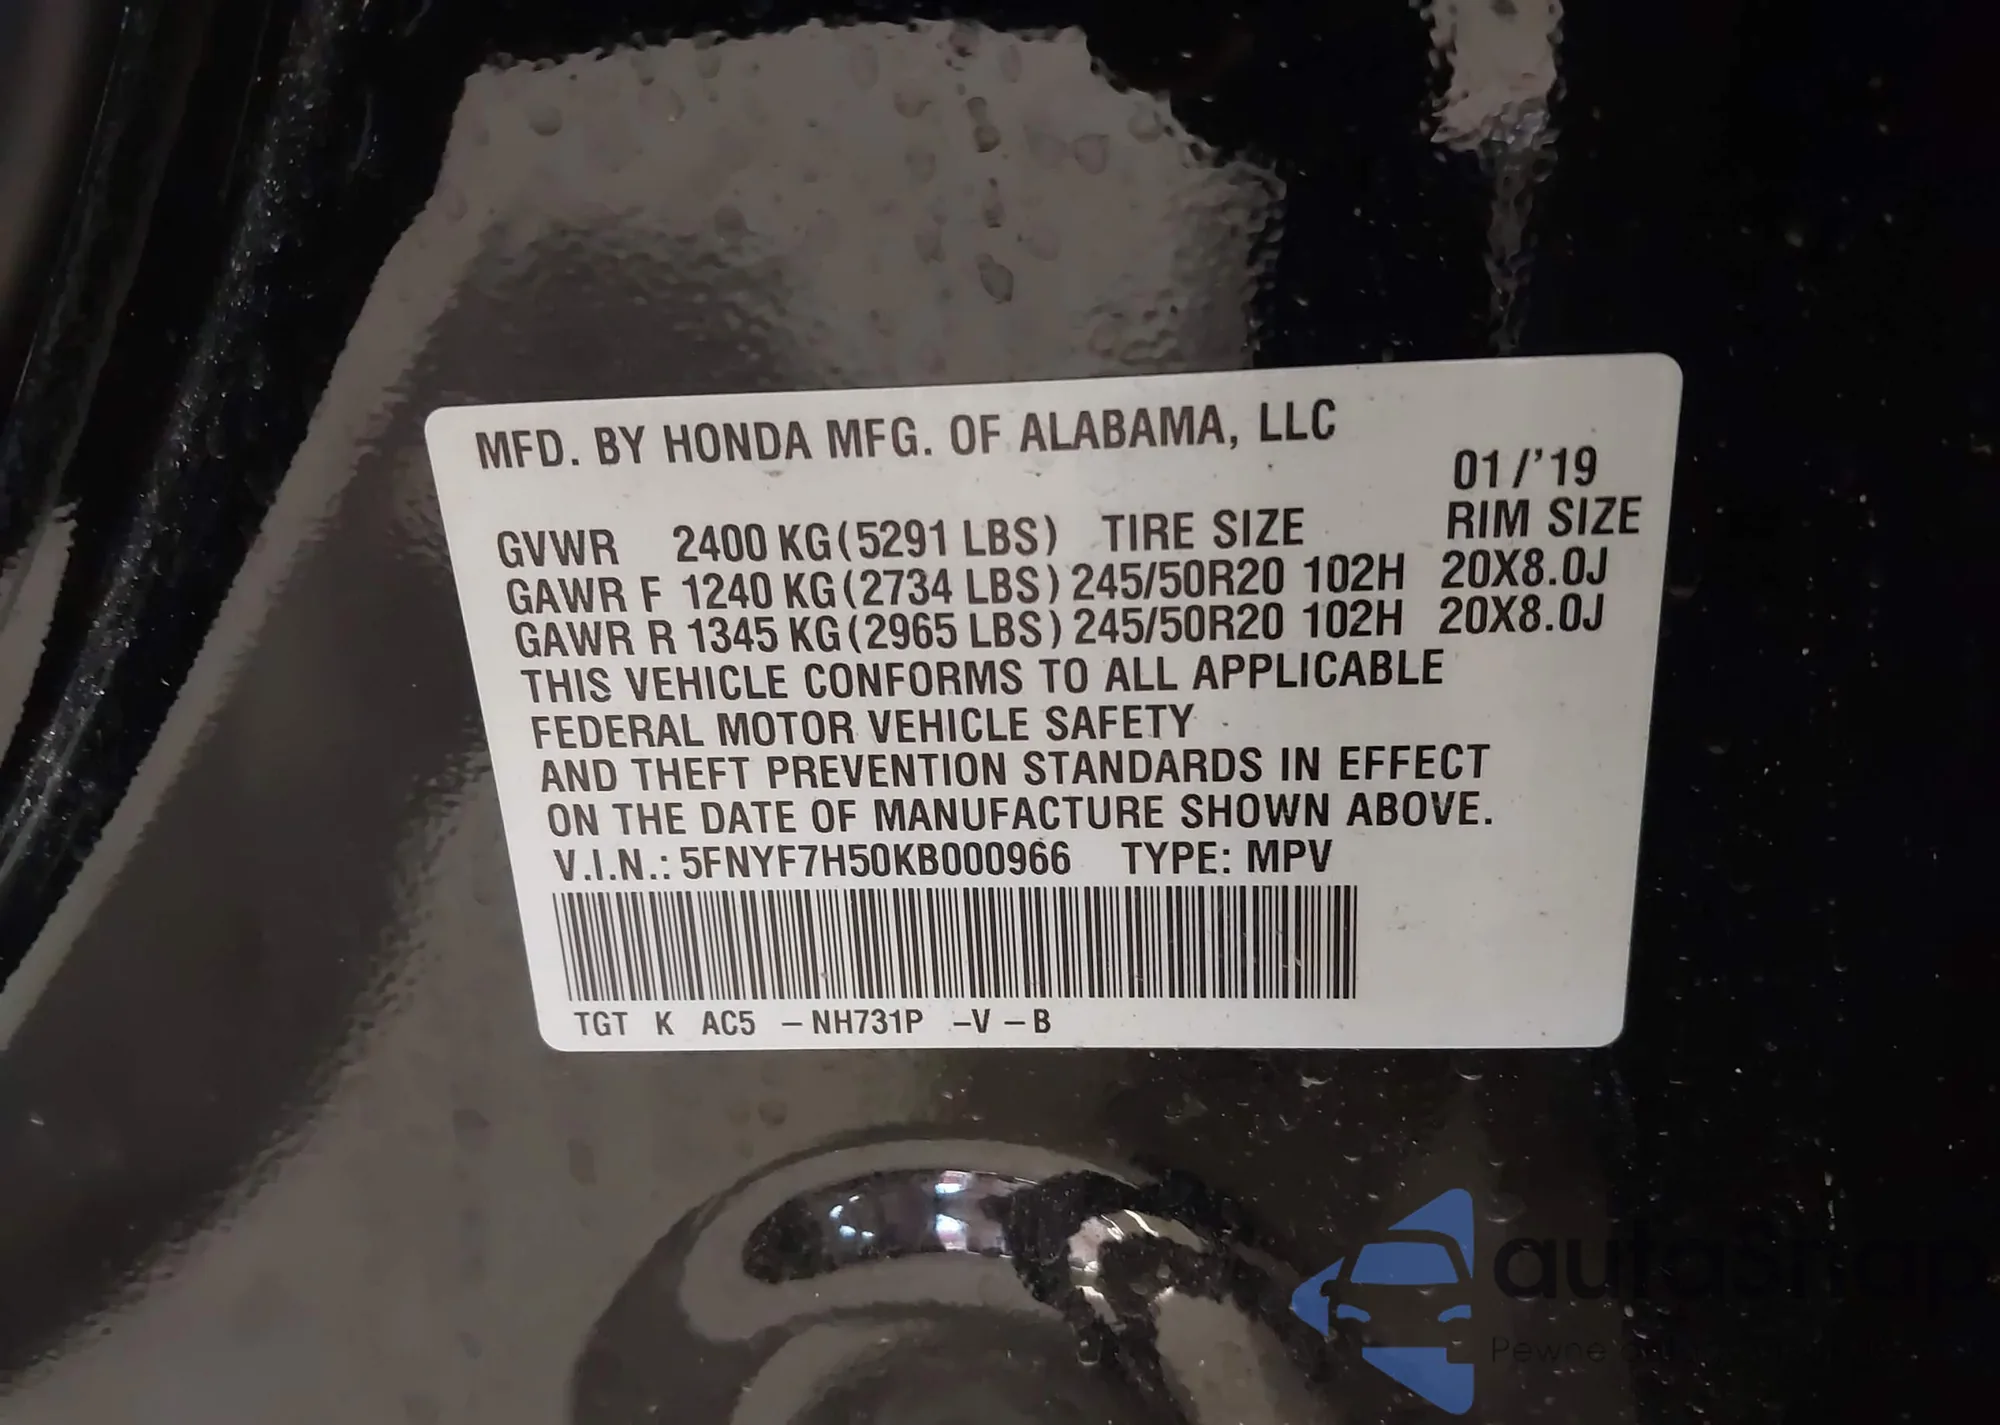 MFD. BY HONDA MFG. OF ALABAMA, LLC
01/'19
GVWR 2400 KG(5291 LBS) TIRE SIZE RIM SIZE
GAWR F 1240 KG(2734 LBS) 245/50R20 102H 20X8.0J
GAWR R 1345 KG(2965 LBS) 245/50R20 102H 20X8.0J
THIS VEHICLE CONFORMS TO ALL APPLICABLE
FEDERAL MOTOR VEHICLE SAFETY
AND THEFT PREVENTION STANDARDS IN EFFECT
ON THE DATE OF MANUFACTURE SHOWN ABOVE.
V.I.N.: 5FNYF7H50KB000966 TYPE: MPV
TGT K AC5 -NH731P -V -B
autasnap
Pewne